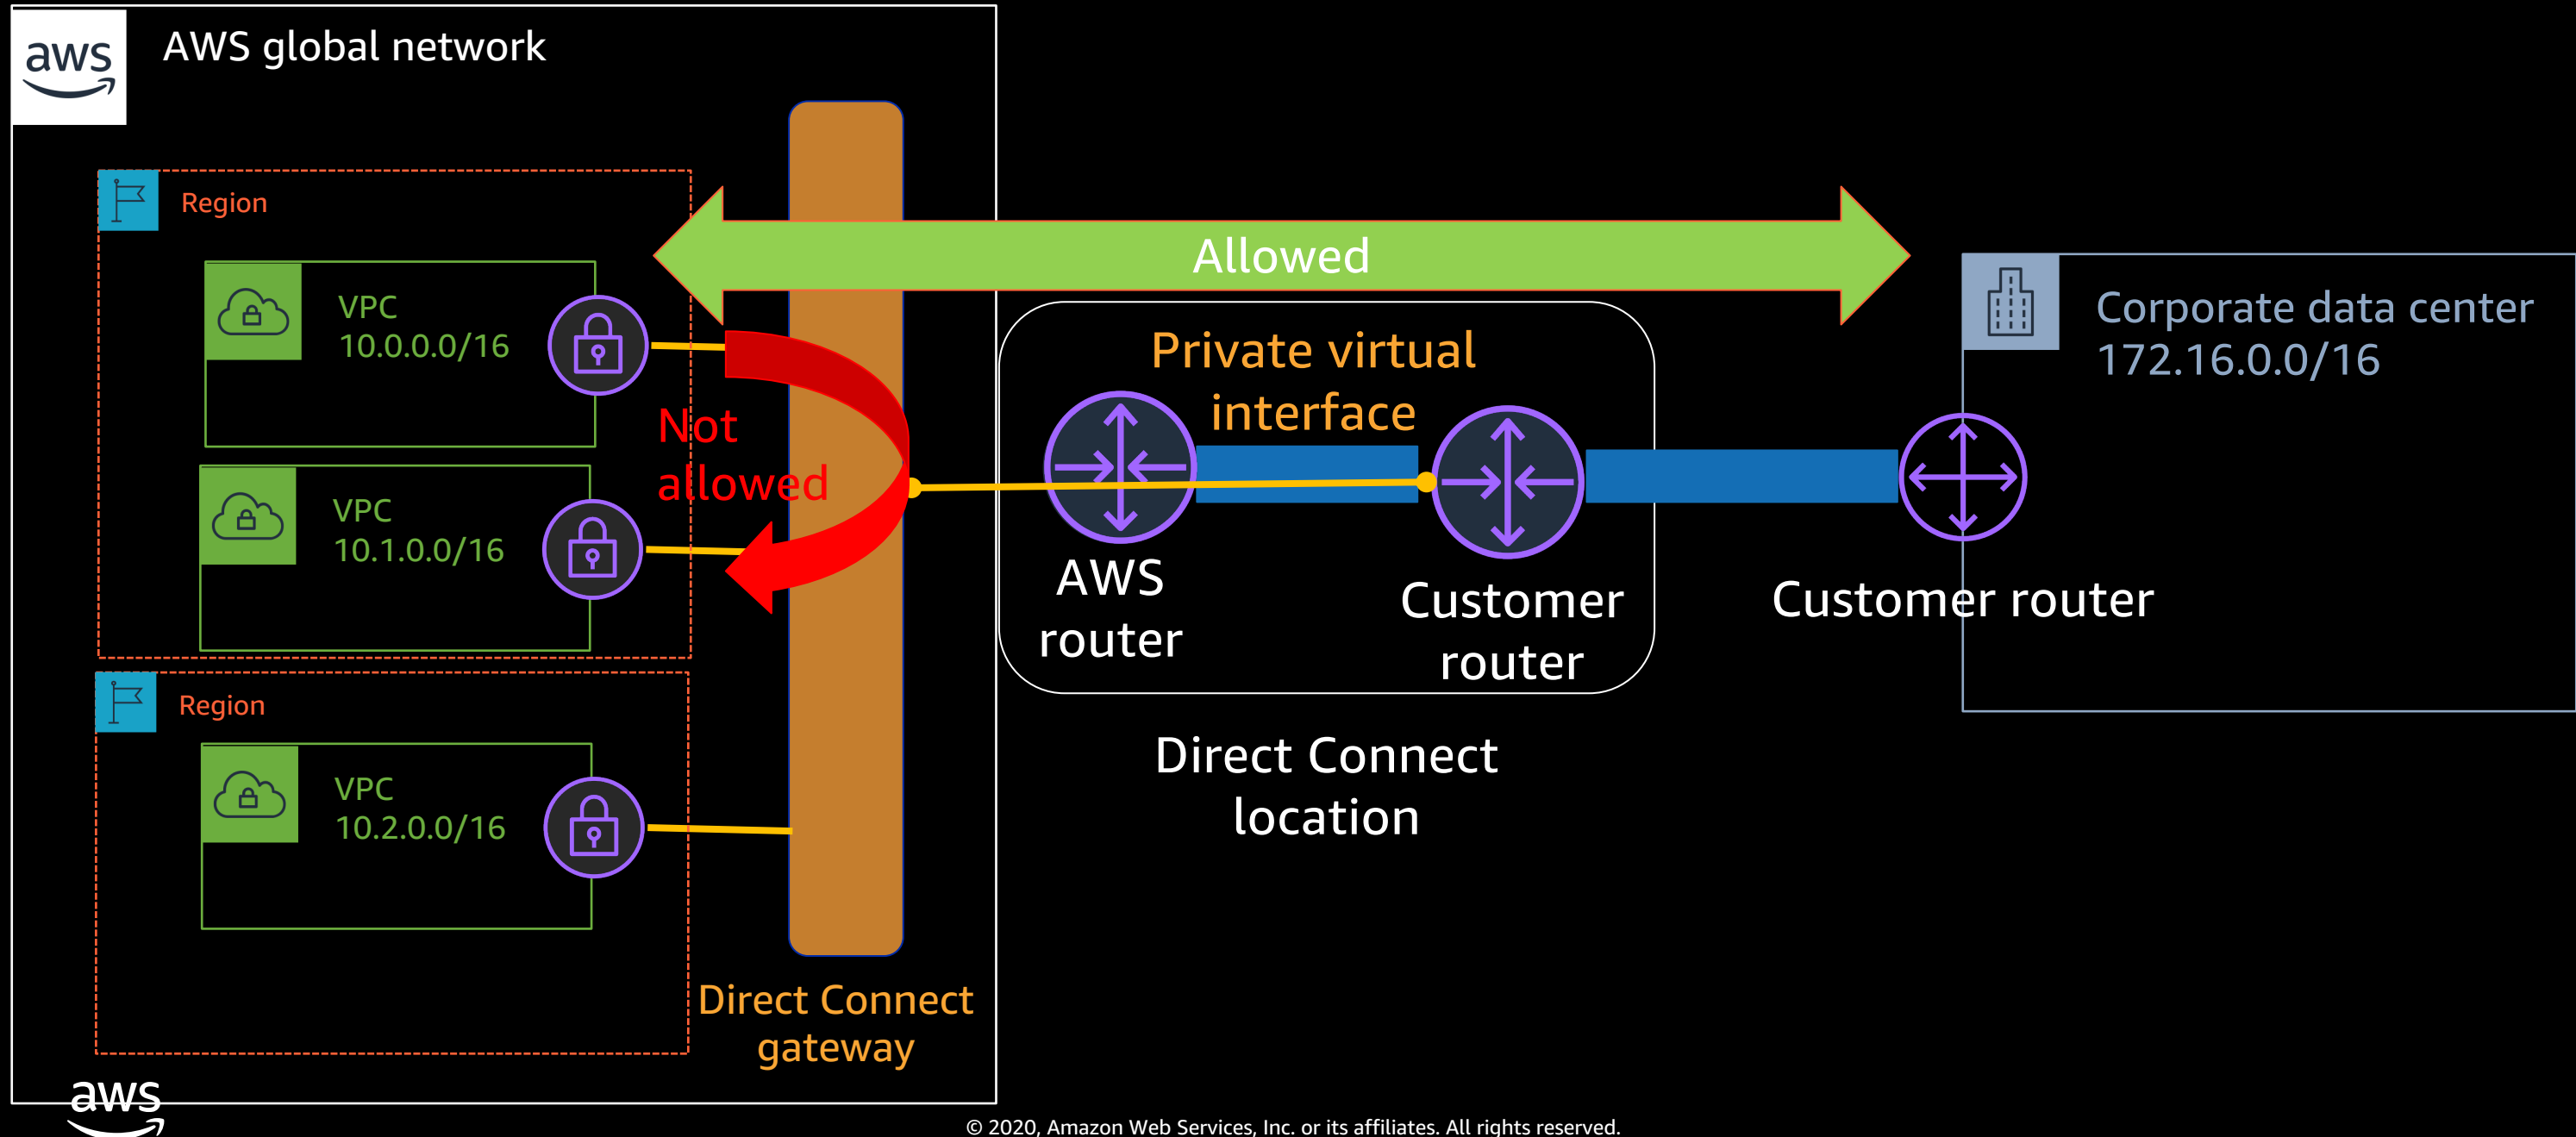 aws
AWS global network
Region
VPC
10.0.0.0/16
VPC
10.1.0.0/16
Not
allowed
Allowed
Private virtual
interface
AWS
router
Customer
router
Direct Connect
location
Customer router
Corporate data center
172.16.0.0/16
Region
VPC
10.2.0.0/16
Direct Connect
gateway
aws
© 2020, Amazon Web Services, Inc. or its affiliates. All rights reserved.